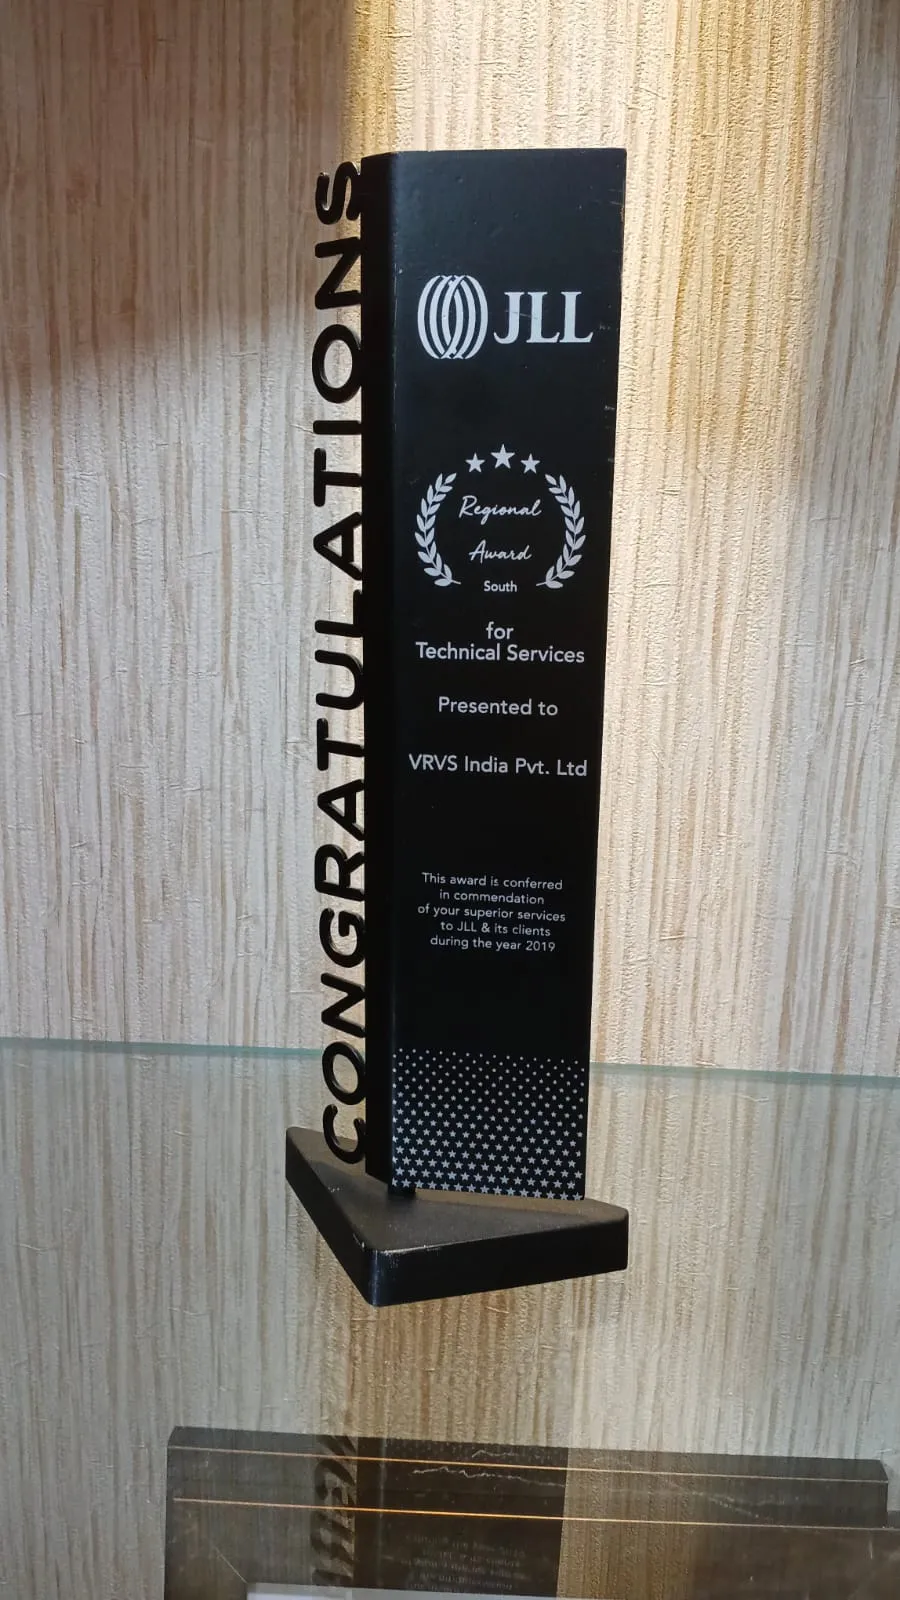 CONGRATULATIONS
JLL
Regional
Award
South
for
Technical Services
Presented to
VRVS India Pvt. Ltd
This award is conferred
in commendation
of your superior services
to JLL & its clients
during the year 2019